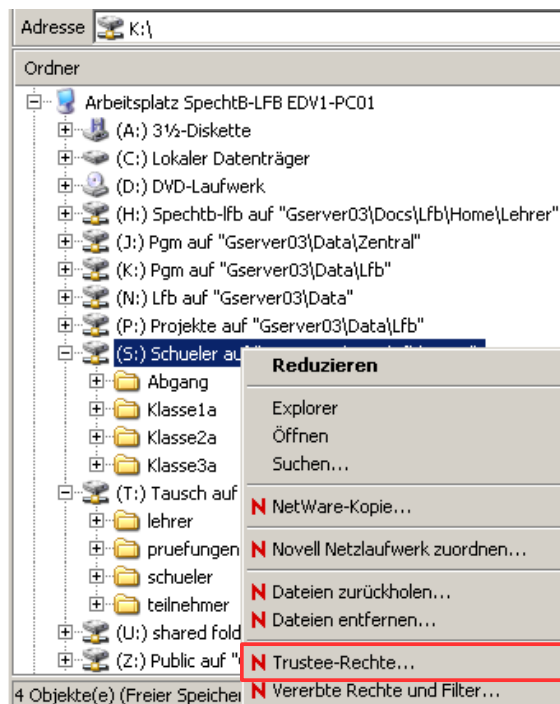 Adresse K:\
Ordner
Arbeitsplatz SpechtB-LFB EDV1-PC01
(A:) 3½-Diskette
(C:) Lokaler Datenträger
(D:) DVD-Laufwerk
(H:) Spechtb-lfb auf "Gserver03\Docs\Lfb\Home\Lehrer"
(J:) Pgm auf "Gserver03\Data\Zentral"
(K:) Pgm auf "Gserver03\Data\Lfb"
(N:) Lfb auf "Gserver03\Data"
(P:) Projekte auf "Gserver03\Data\Lfb"
(S:) Schueler
Abgang
Klasse1a
Klasse2a
Klasse3a
(T:) Tausch auf
lehrer
pruefungen
schueler
teilnehmer
(U:) shared fold
(Z:) Public auf "
4 Objekte(e) (Freier Speicher
Reduzieren
Explorer
Öffnen
Suchen...
NetWare-Kopie...
Novell Netzlaufwerk zuordnen...
Dateien zurückholen...
Dateien entfernen...
Trustee-Rechte...
Vererbte Rechte und Filter...